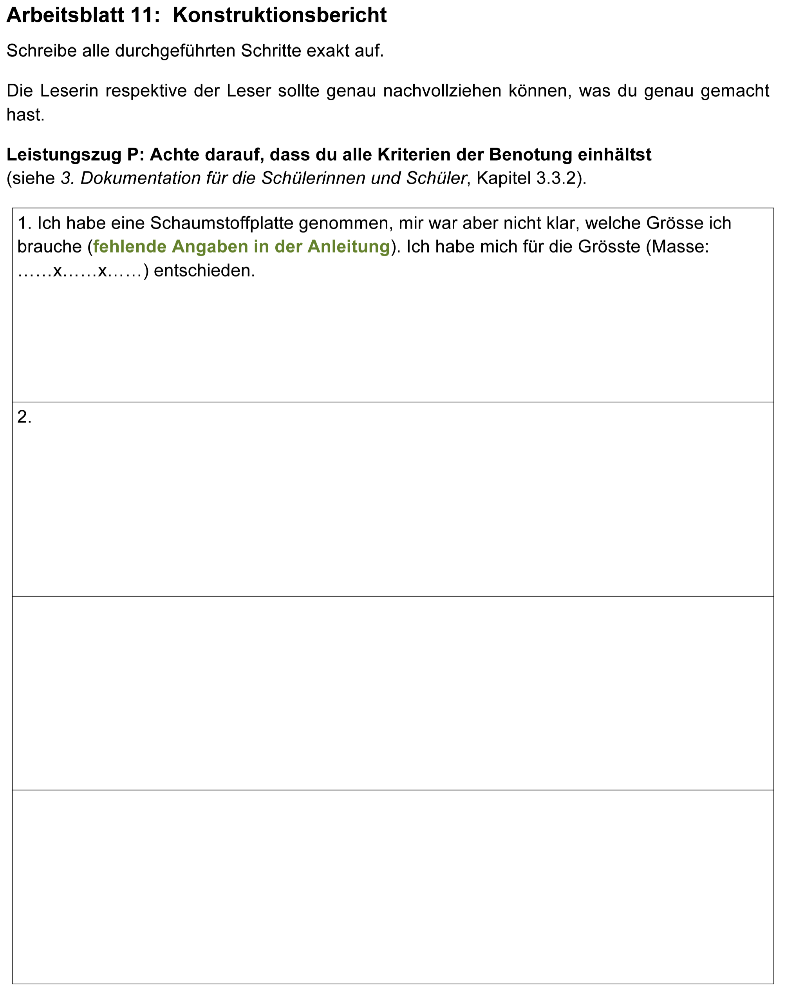 Arbeitsblatt 11: Konstruktionsbericht
Schreibe alle durchgeführten Schritte exakt auf.
Die Leserin respektive der Leser sollte genau nachvollziehen können, was du genau gemacht
hast.
Leistungszug P: Achte darauf, dass du alle Kriterien der Benotung einhältst
(siehe 3. Dokumentation für die Schülerinnen und Schüler, Kapitel 3.3.2).
1. Ich habe eine Schaumstoffplatte genommen, mir war aber nicht klar, welche Grösse ich
brauche (fehlende Angaben in der Anleitung). Ich habe mich für die Grösste (Masse:
……x……x……) entschieden.
2.